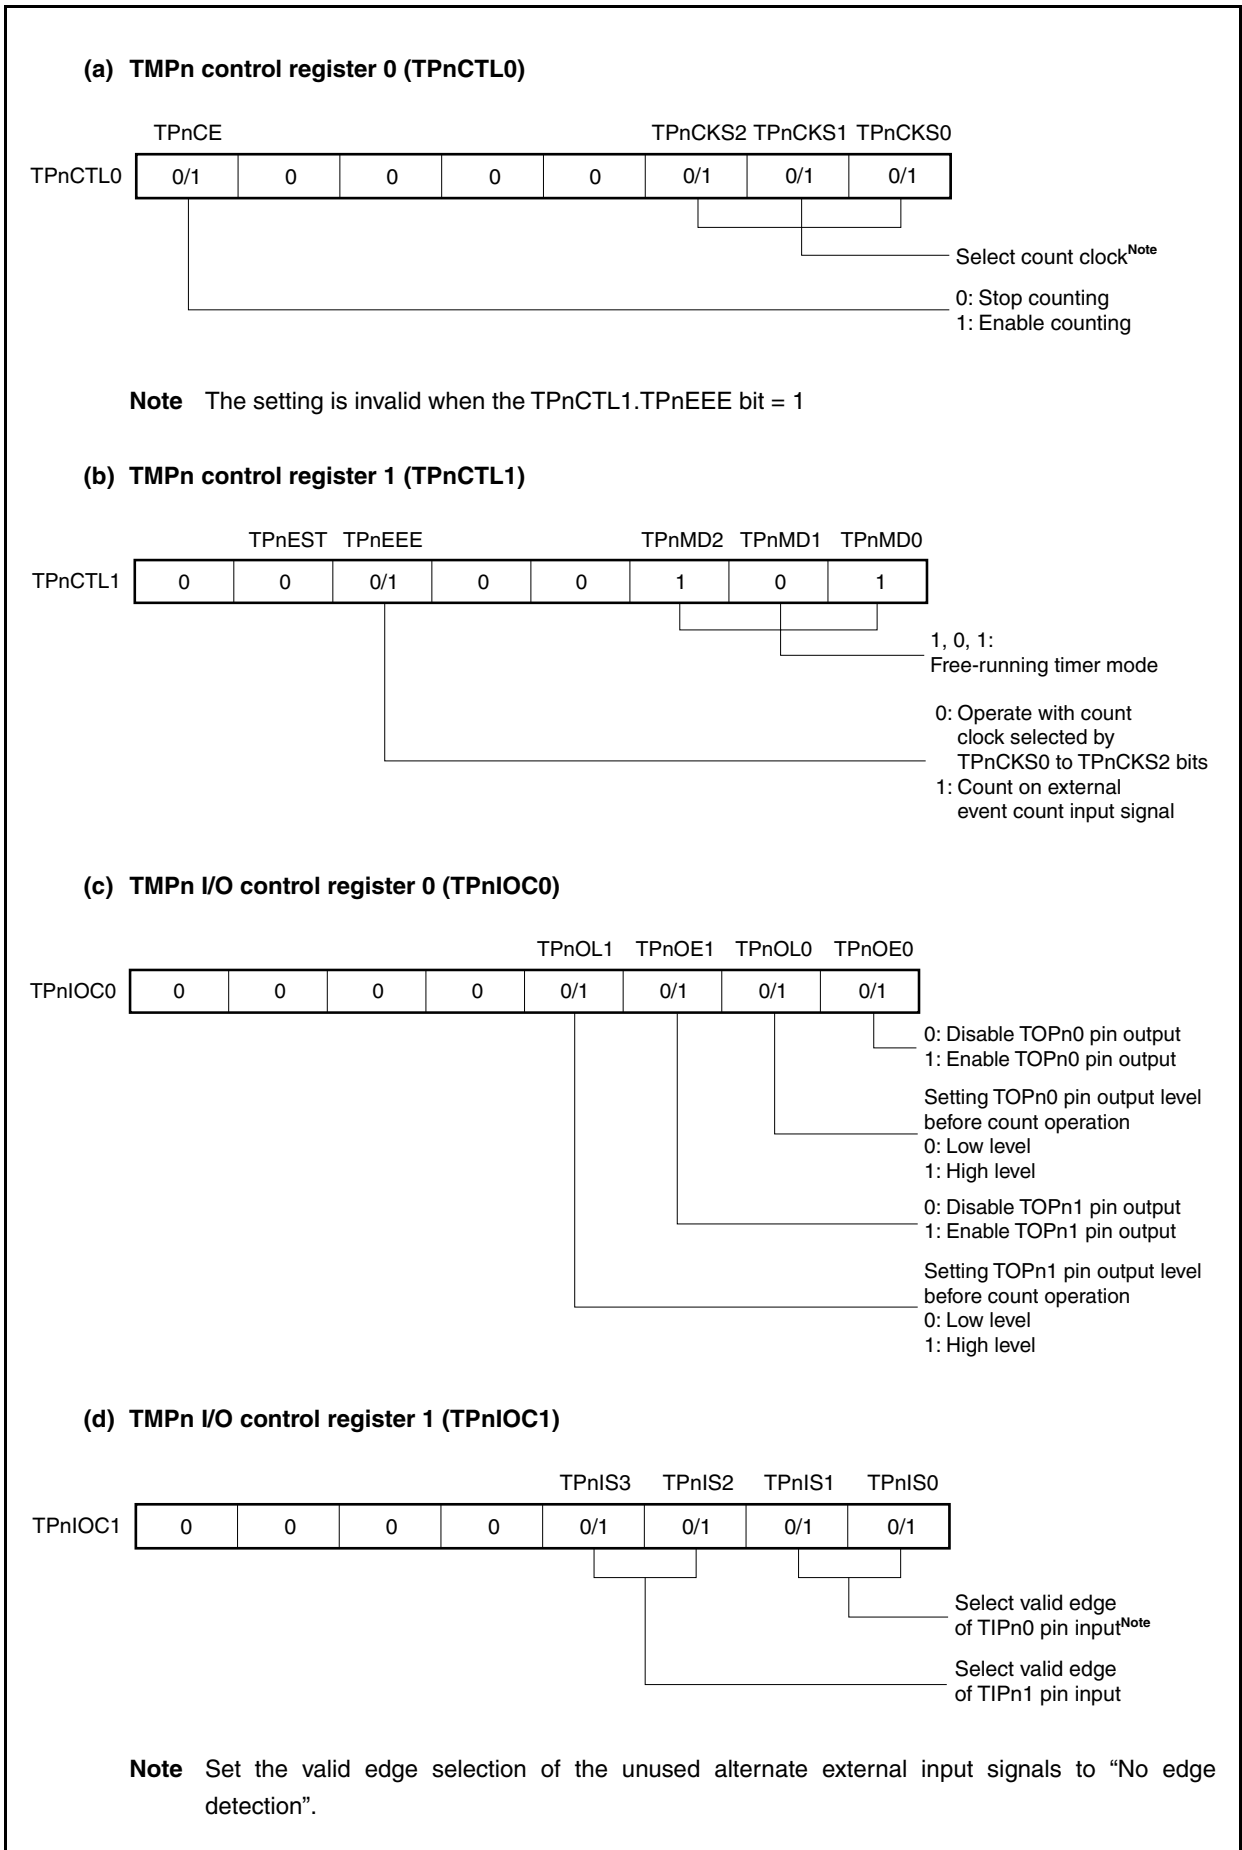 (a) TMPn control register 0 (TPnCTL0)
TPnCE TPnCKS2 TPnCKS1 TPnCKS0
TPnCTL0 0/1 0 0 0 0 0/1 0/1 0/1
Select count clockNote
0: Stop counting
1: Enable counting
Note The setting is invalid when the TPnCTL1.TPnEEE bit = 1
(b) TMPn control register 1 (TPnCTL1)
TPnEST TPnEEE TPnMD2 TPnMD1 TPnMD0
TPnCTL1 0 0 0/1 0 0 1 0 1
1, 0, 1:
Free-running timer mode
0: Operate with count
clock selected by
TPnCKS0 to TPnCKS2 bits
1: Count on external
event count input signal
(c) TMPn I/O control register 0 (TPnIOC0)
TPnOL1 TPnOE1 TPnOL0 TPnOE0
TPnIOC0 0 0 0 0 0/1 0/1 0/1 0/1
0: Disable TOPn0 pin output
1: Enable TOPn0 pin output
Setting TOPn0 pin output level
before count operation
0: Low level
1: High level
0: Disable TOPn1 pin output
1: Enable TOPn1 pin output
Setting TOPn1 pin output level
before count operation
0: Low level
1: High level
(d) TMPn I/O control register 1 (TPnIOC1)
TPnIS3 TPnIS2 TPnIS1 TPnIS0
TPnIOC1 0 0 0 0 0/1 0/1 0/1 0/1
Select valid edge
of TIPn0 pin inputNote
Select valid edge
of TIPn1 pin input
Note Set the valid edge selection of the unused alternate external input signals to “No edge
detection”.